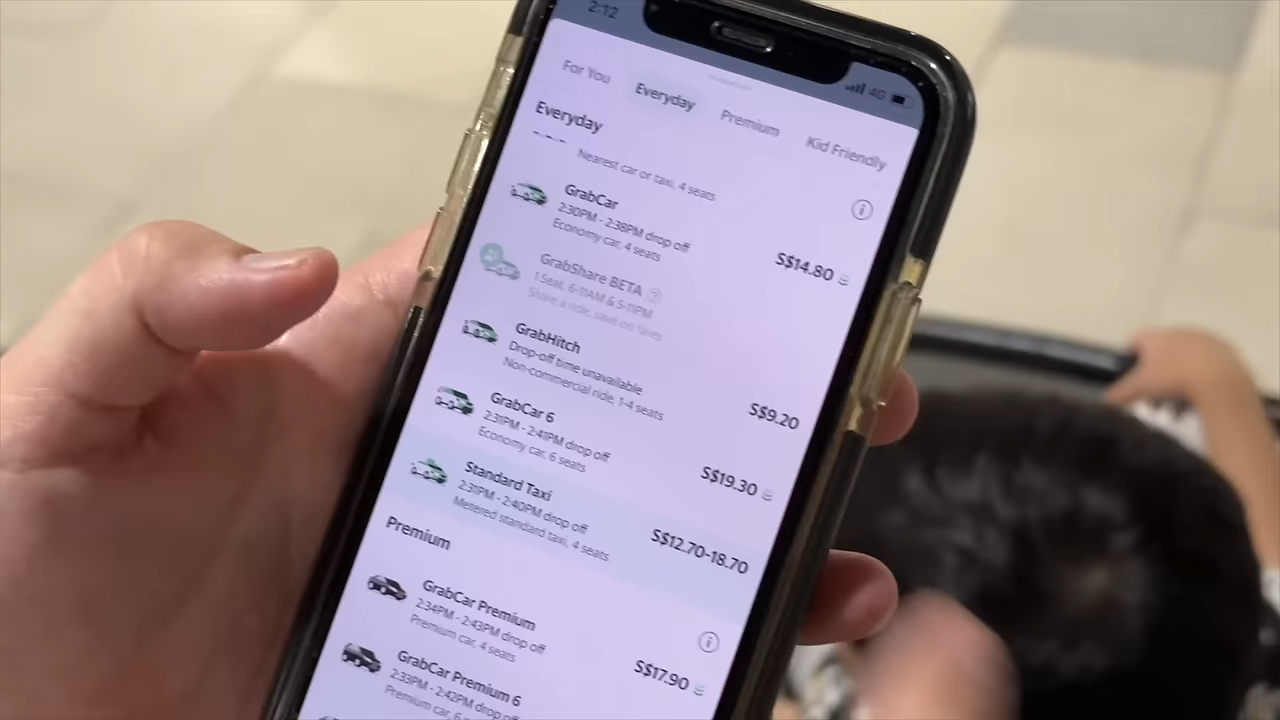 2:12
4G
For You Everyday Premium Kid Friendly
Everyday
Nearest car or taxi, 4 seats
GrabCar
2:30PM - 2:38PM drop off
Economy car, 4 seats
S$14.80
GrabShare BETA
1 Seat, 6-11AM & 5-11PM
Share a ride, save on fares
GrabHitch
Drop-off time unavailable
Non-commercial ride, 1-4 seats
S$9.20
GrabCar 6
2:31PM - 2:41PM drop off
Economy car, 6 seats
S$19.30
Standard Taxi
2:31PM - 2:40PM drop off
Metered standard taxi, 4 seats
S$12.70-18.70
Premium
GrabCar Premium
2:34PM - 2:43PM drop off
Premium car, 4 seats
S$17.90
GrabCar Premium 6
2:33PM - 2:42PM drop off
Premium car, 6